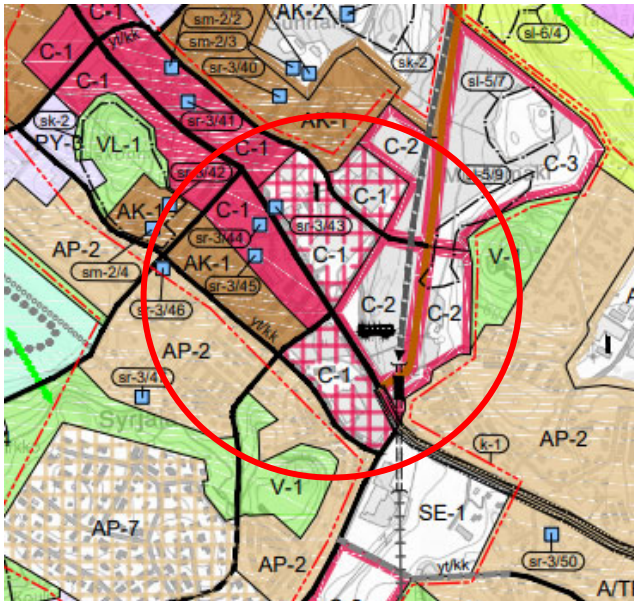 C-1
AK-2
sm-2/2
sm-2/3
sr-3/40
yt/kk
C-1
sk-2
sl-6/4
sl-5/7
sr-3/41
AK-1
C-2
C-3
sk-2
PY-3
VL-1
C-1
sr-3/42
C-1
C-1
sl-5/9
AK-1
sr-3/43
sr-3/44
C-1
V-1
AP-2
sm-2/4
AK-1
sr-3/45
sr-3/46
C-2
C-2
yt/kk
AP-2
C-1
Syrjälä
k-1
AP-2
V-1
AP-7
SE-1
AP-2
yt/kk
sr-3/50